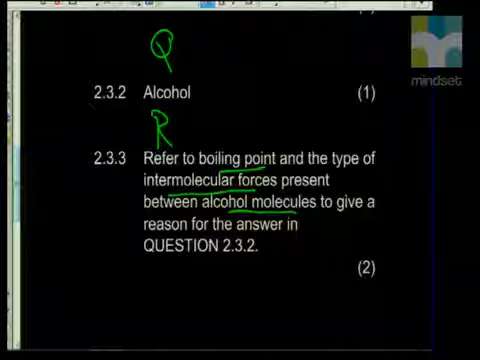 Q
mindset
2.3.2 Alcohol (1)
R
2.3.3 Refer to boiling point and the type of
intermolecular forces present
between alcohol molecules to give a
reason for the answer in
QUESTION 2.3.2.
(2)